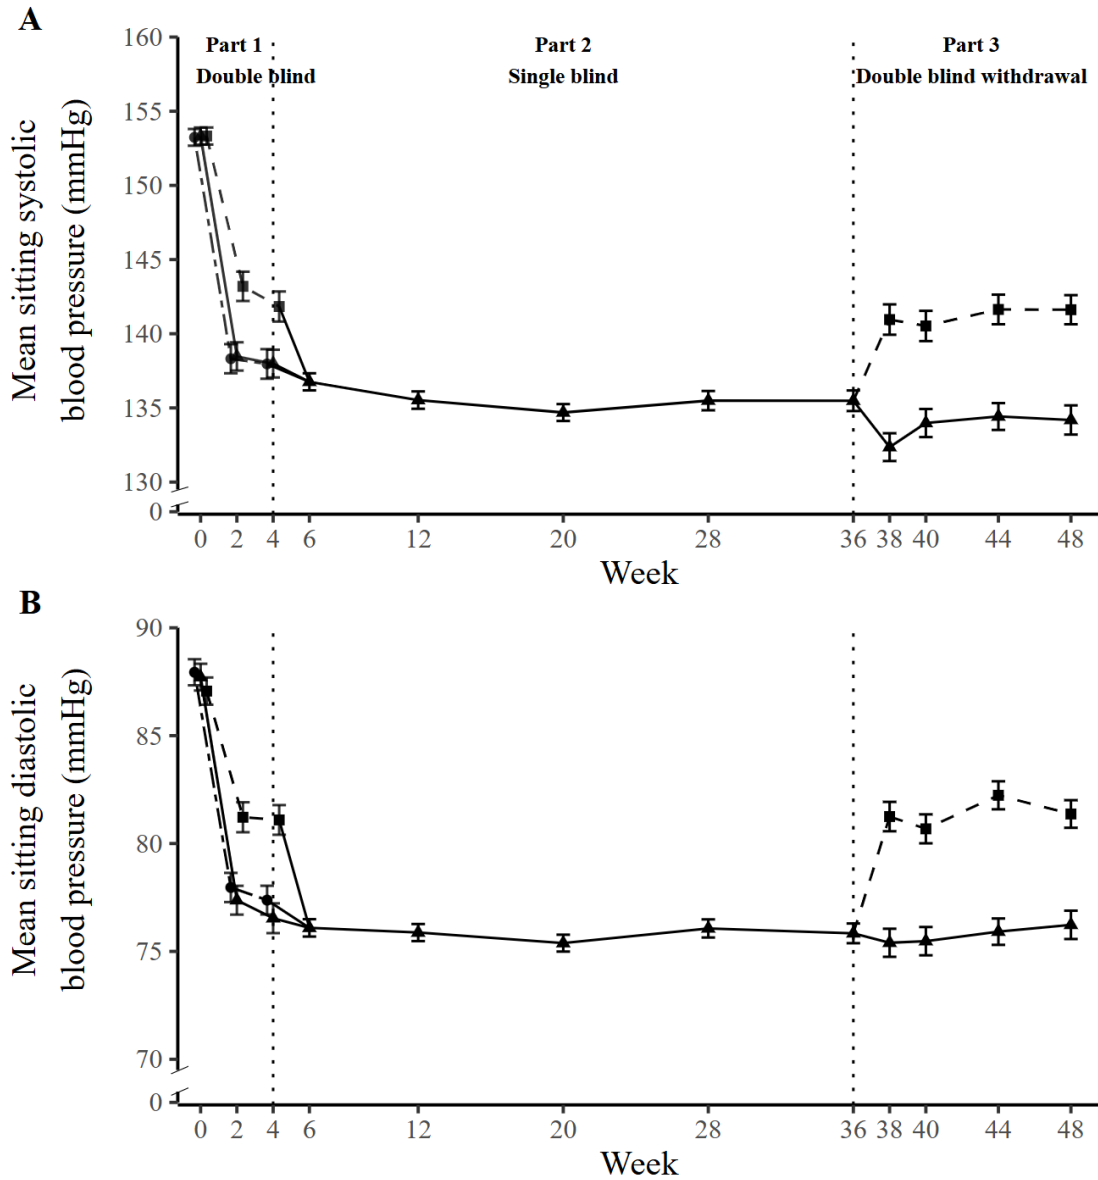 A
160
Part 1
Part 2
Part 3
Double blind
Single blind
Double blind withdrawal
155
150
145
140
135
130
0
Mean sitting systolic
blood pressure (mmHg)
0 2 4 6 12 20 28 36 38 40 44 48
Week
B
90
85
80
75
70
0
Mean sitting diastolic
blood pressure (mmHg)
0 2 4 6 12 20 28 36 38 40 44 48
Week